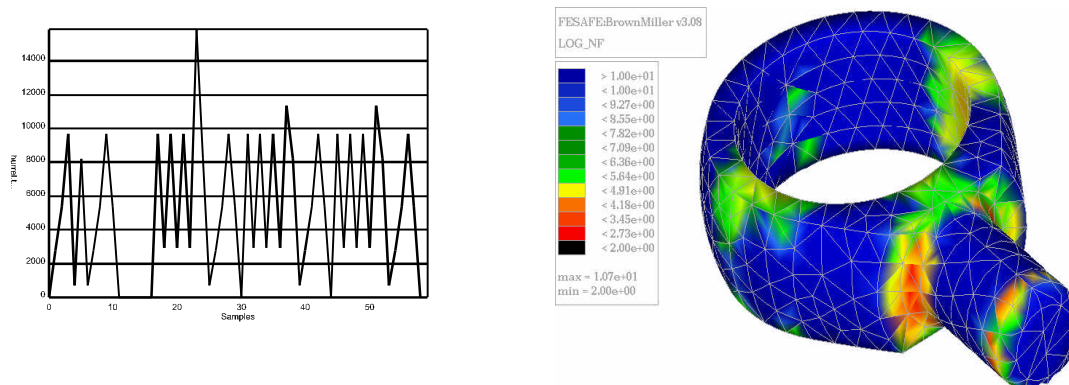 14000
12000
10000
8000
6000
4000
2000
0
0
10
20
30
40
50
Samples
FESAFE:BrownMiller v3.08
LOG_NF
> 1.00e+01
< 1.00e+01
< 9.27e+00
< 8.55e+00
< 7.82e+00
< 7.09e+00
< 6.36e+00
< 5.64e+00
< 4.91e+00
< 4.18e+00
< 3.45e+00
< 2.73e+00
< 2.00e+00
max = 1.07e+01
min = 2.00e+00